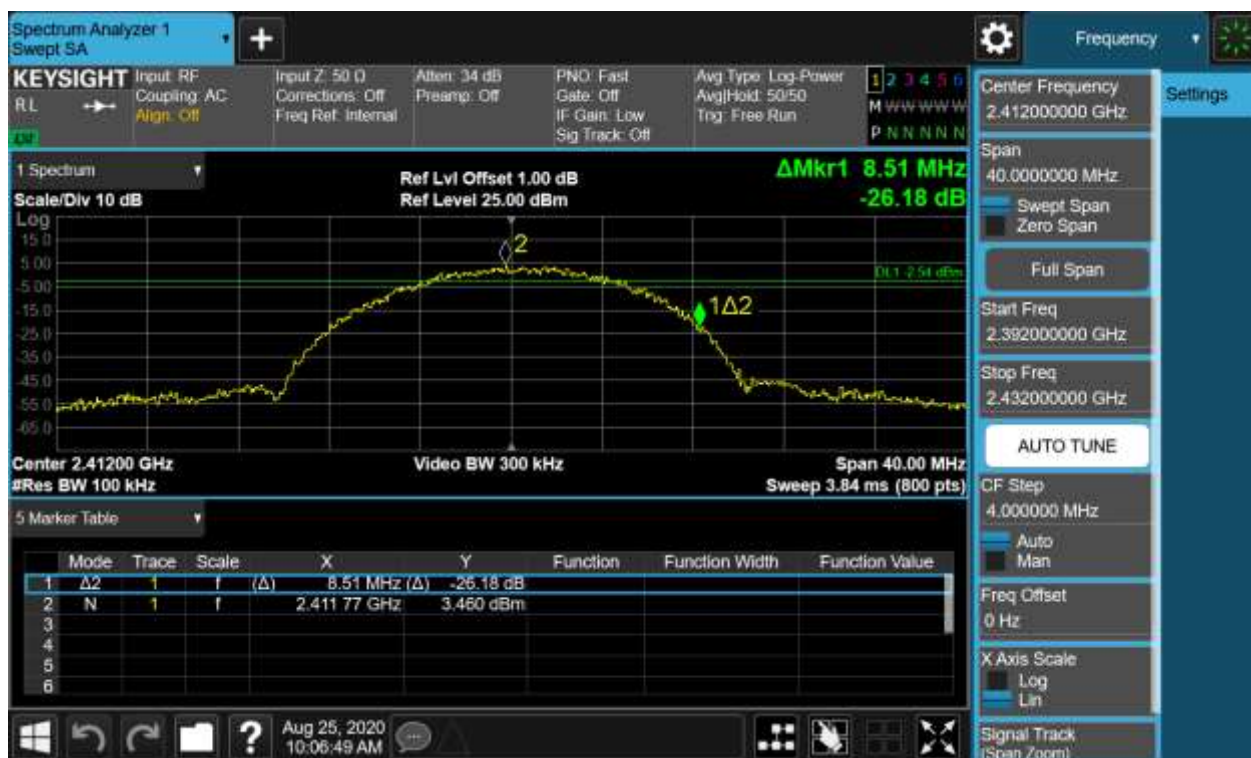 Spectrum Analyzer 1
Swept SA
Frequency
KEYSIGHT
RL
Input: RF
Coupling: AC
Align: Off
Input Z: 50 Ω
Corrections: Off
Freq Ref: Internal
Atten: 34 dB
Preamp: Off
PNO: Fast
Gate: Off
IF Gain: Low
Sig Track: Off
Avg Type: Log-Power
Avg|Hold: 50/50
Trig: Free Run
1 2 3 4 5 6
M W W W W W
P N N N N N
1 Spectrum
Scale/Div 10 dB
Ref Lvl Offset 1.00 dB
Ref Level 25.00 dBm
ΔMkr1 8.51 MHz
-26.18 dB
Log
15.0
5.00
-5.00
-15.0
-25.0
-35.0
-45.0
-55.0
-65.0
2
DL1 -2.54 dBm
1Δ2
Center 2.41200 GHz
#Res BW 100 kHz
Video BW 300 kHz
Span 40.00 MHz
Sweep 3.84 ms (800 pts)
5 Marker Table
Mode Trace Scale X Y Function Function Width Function Value
1 Δ2 1 f (Δ) 8.51 MHz (Δ) -26.18 dB
2 N 1 f 2.411 77 GHz 3.460 dBm
3
4
5
6
Aug 25, 2020
10:06:49 AM
Center Frequency
2.412000000 GHz
Span
40.0000000 MHz
Swept Span
Zero Span
Full Span
Start Freq
2.392000000 GHz
Stop Freq
2.432000000 GHz
AUTO TUNE
CF Step
4.000000 MHz
Auto
Man
Freq Offset
0 Hz
X Axis Scale
Log
Lin
Signal Track
(Span Zoom)
Settings